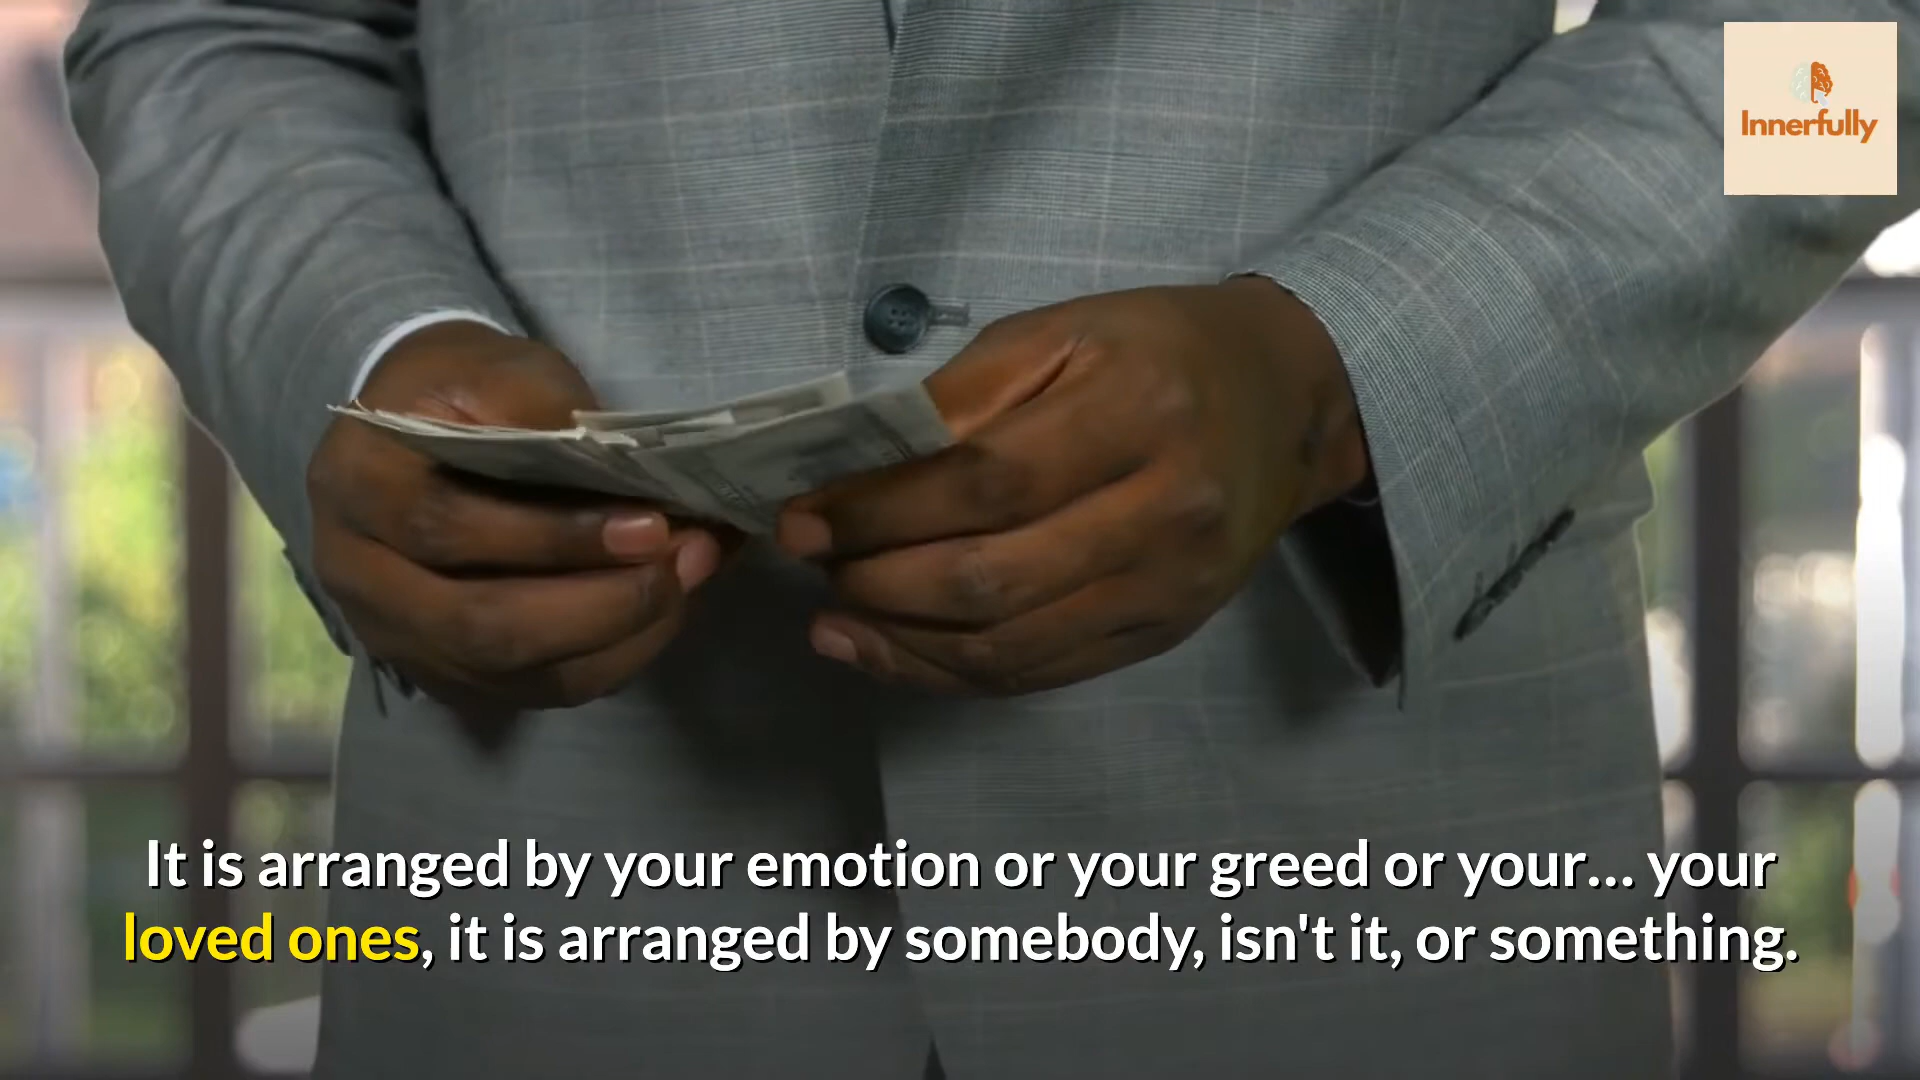 Innerfully
It is arranged by your emotion or your greed or your... your
loved ones, it is arranged by somebody, isn't it, or something.